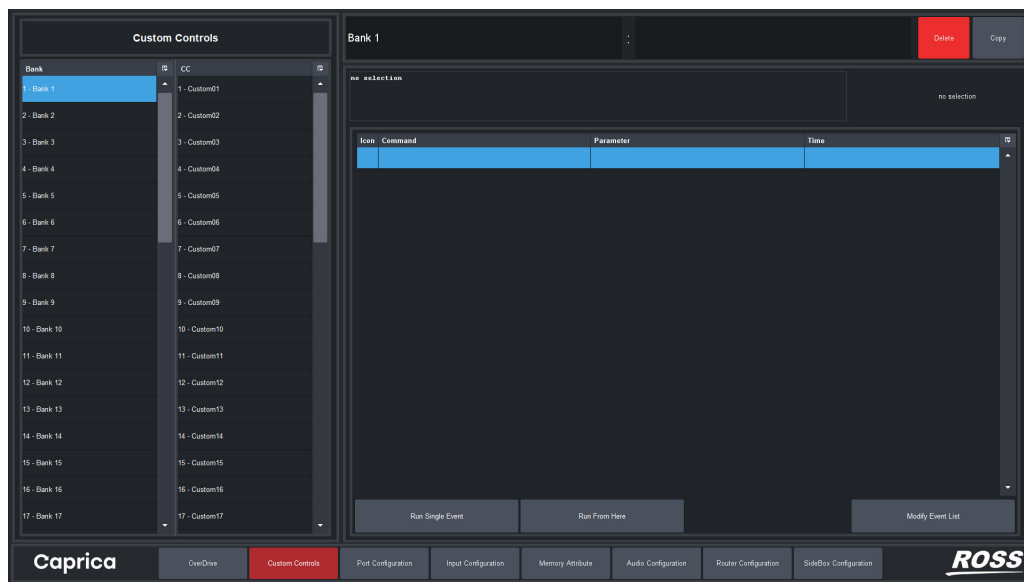 Custom Controls
Bank CC
1 - Bank 1 1 - Custom01
2 - Bank 2 2 - Custom02
3 - Bank 3 3 - Custom03
4 - Bank 4 4 - Custom04
5 - Bank 5 5 - Custom05
6 - Bank 6 6 - Custom06
7 - Bank 7 7 - Custom07
8 - Bank 8 8 - Custom08
9 - Bank 9 9 - Custom09
10 - Bank 10 10 - Custom10
11 - Bank 11 11 - Custom11
12 - Bank 12 12 - Custom12
13 - Bank 13 13 - Custom13
14 - Bank 14 14 - Custom14
15 - Bank 15 15 - Custom15
16 - Bank 16 16 - Custom16
17 - Bank 17 17 - Custom17
Bank 1 : Delete Copy
no selection
no selection
Icon Command Parameter Time
Run Single Event Run From Here Modify Event List
Caprica OverDrive Custom Controls Port Configuration Input Configuration Memory Attribute Audio Configuration Router Configuration SideBox Configuration ROSS